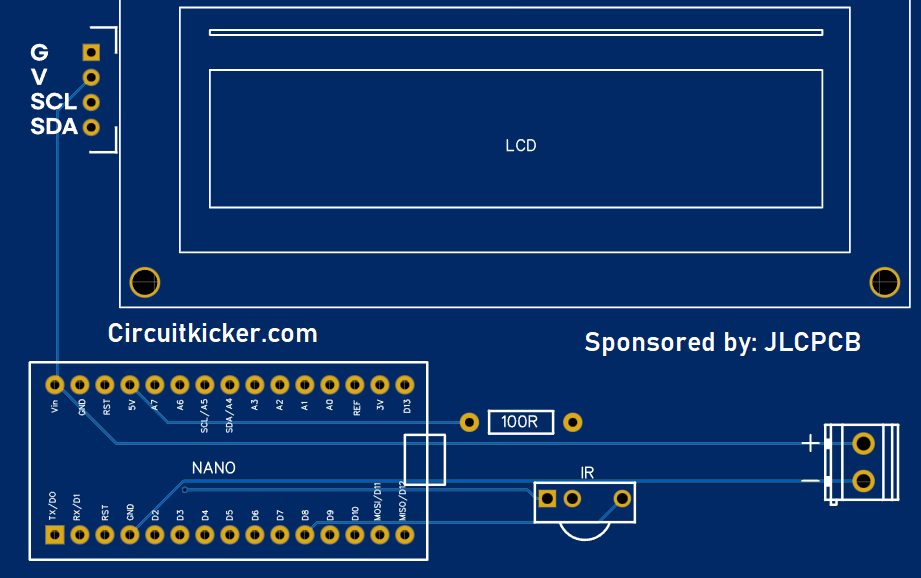 G
V
SCL
SDA
LCD
Circuitkicker.com
Sponsored by: JLCPCB
Vin
GND
RST
5V
A7
A6
SCL/A5
SDA/A4
A3
A2
A1
A0
REF
3V
D13
100R
+
−
NANO
IR
TX/D0
RX/D1
RST
GND
D2
D3
D4
D5
D6
D7
D8
D9
D10
MOSI/D11
MISO/D12